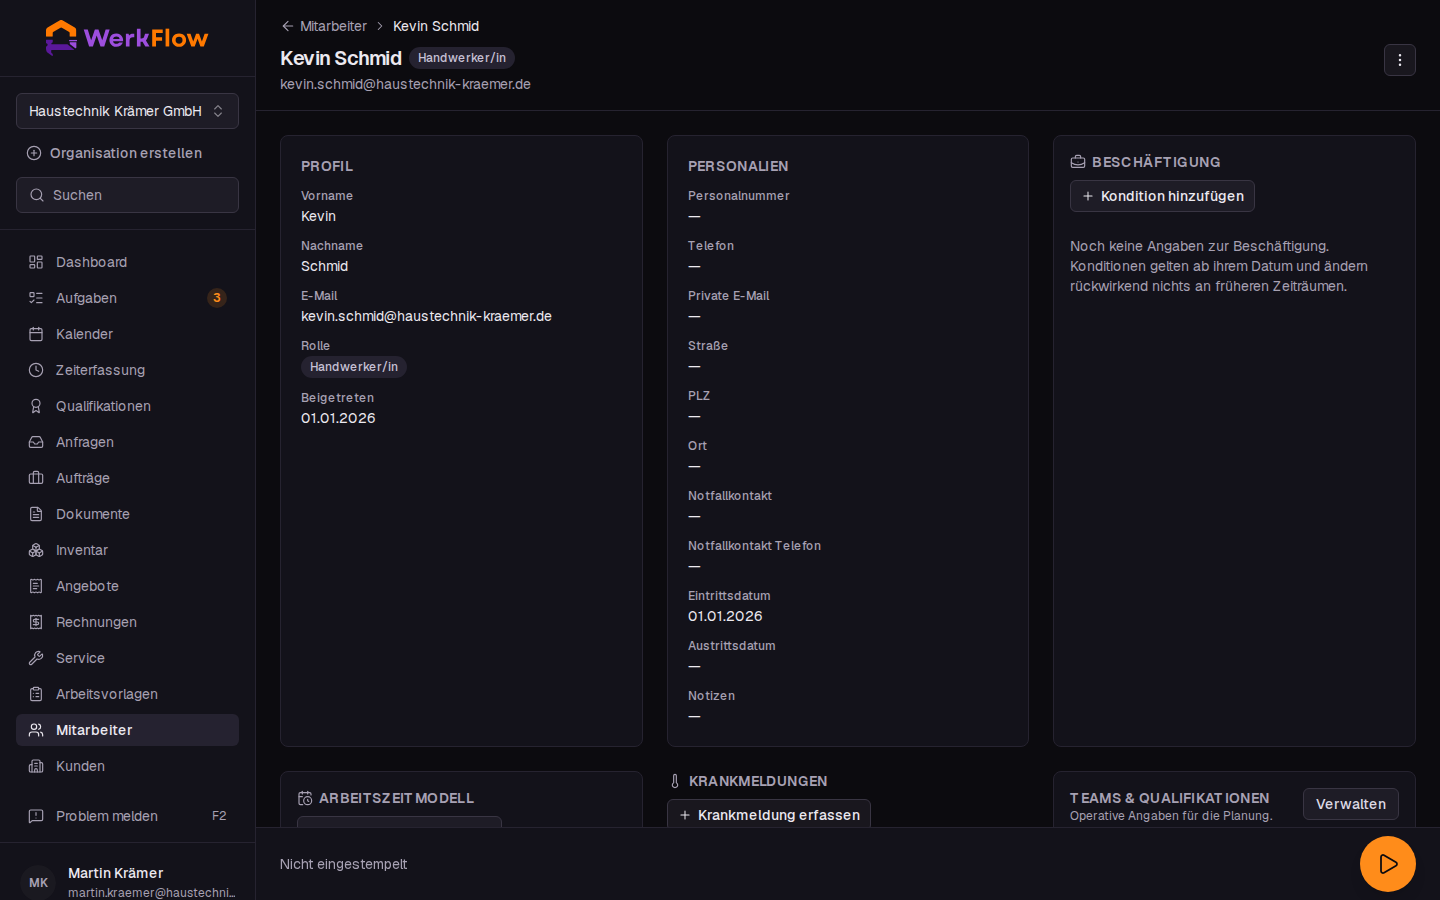 WerkFlow
Haustechnik Krämer GmbH
Organisation erstellen
Suchen
Dashboard
Aufgaben
3
Kalender
Zeiterfassung
Qualifikationen
Anfragen
Aufträge
Dokumente
Inventar
Angebote
Rechnungen
Service
Arbeitsvorlagen
Mitarbeiter
Kunden
Problem melden
F2
MK
Martin Krämer
martin.kraemer@haustechni...
Mitarbeiter
Kevin Schmid
Kevin Schmid
Handwerker/in
kevin.schmid@haustechnik-kraemer.de
PROFIL
Vorname
Kevin
Nachname
Schmid
E-Mail
kevin.schmid@haustechnik-kraemer.de
Rolle
Handwerker/in
Beigetreten
01.01.2026
PERSONALIEN
Personalnummer
—
Telefon
—
Private E-Mail
—
Straße
—
PLZ
—
Ort
—
Notfallkontakt
—
Notfallkontakt Telefon
—
Eintrittsdatum
01.01.2026
Austrittsdatum
—
Notizen
—
BESCHÄFTIGUNG
+ Kondition hinzufügen
Noch keine Angaben zur Beschäftigung.
Konditionen gelten ab ihrem Datum und ändern
rückwirkend nichts an früheren Zeiträumen.
ARBEITSZEITMODELL
KRANKMELDUNGEN
+ Krankmeldung erfassen
TEAMS & QUALIFIKATIONEN
Operative Angaben für die Planung.
Verwalten
Nicht eingestempelt